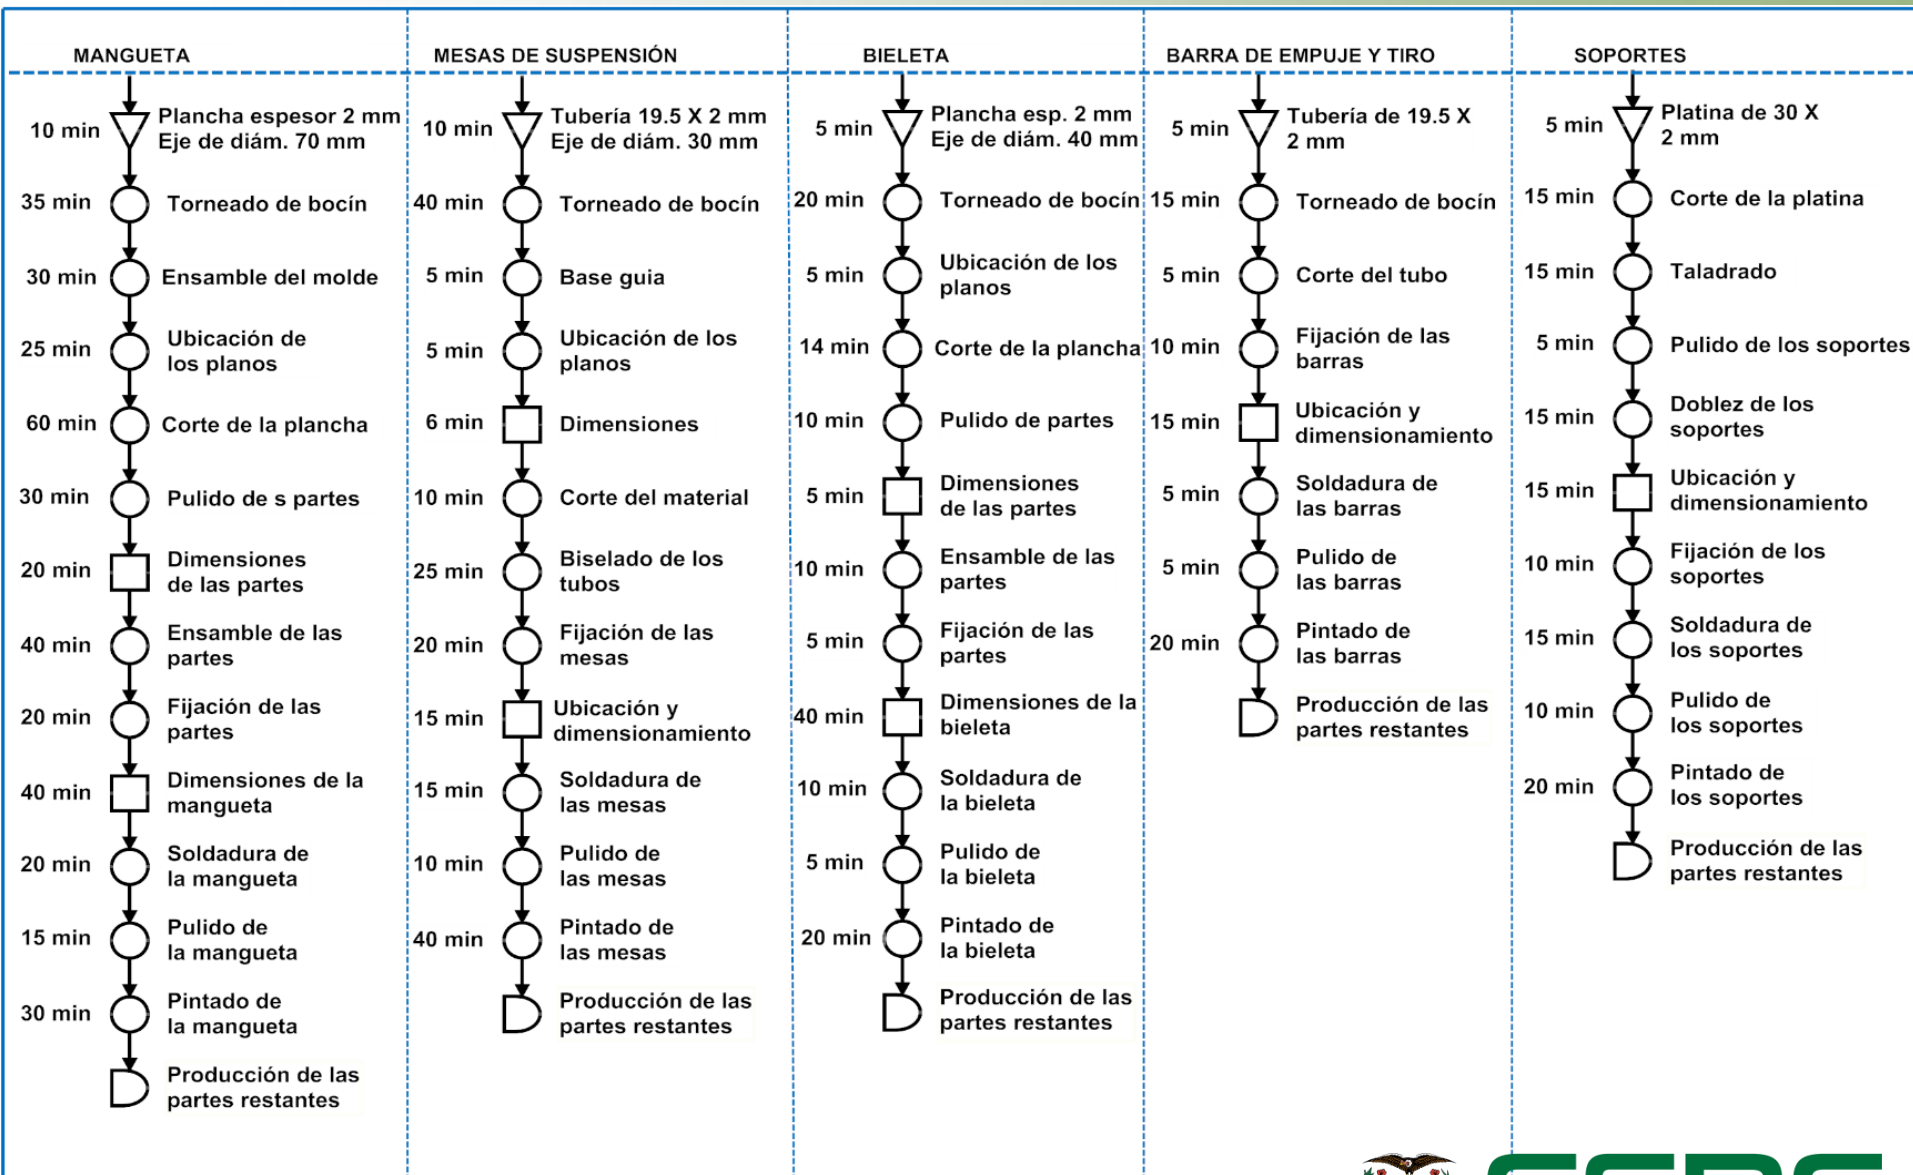 MANGUETA
10 min
Plancha espesor 2 mm
Eje de diám. 70 mm
35 min
Torneado de bocín
30 min
Ensamble del molde
25 min
Ubicación de
los planos
60 min
Corte de la plancha
30 min
Pulido de s partes
20 min
Dimensiones
de las partes
40 min
Ensamble de las
partes
20 min
Fijación de las
partes
40 min
Dimensiones de la
mangueta
20 min
Soldadura de
la mangueta
15 min
Pulido de
la mangueta
30 min
Pintado de
la mangueta
Producción de las
partes restantes
MESAS DE SUSPENSIÓN
10 min
Tubería 19.5 X 2 mm
Eje de diám. 30 mm
40 min
Torneado de bocín
5 min
Base guia
5 min
Ubicación de los
planos
6 min
Dimensiones
10 min
Corte del material
25 min
Biselado de los
tubos
20 min
Fijación de las
mesas
15 min
Ubicación y
dimensionamiento
15 min
Soldadura de
las mesas
10 min
Pulido de
las mesas
40 min
Pintado de
las mesas
Producción de las
partes restantes
BIELETA
5 min
Plancha esp. 2 mm
Eje de diám. 40 mm
20 min
Torneado de bocín
5 min
Ubicación de los
planos
14 min
Corte de la plancha
10 min
Pulido de partes
5 min
Dimensiones
de las partes
10 min
Ensamble de las
partes
5 min
Fijación de las
partes
40 min
Dimensiones de la
bieleta
10 min
Soldadura de
la bieleta
5 min
Pulido de
la bieleta
20 min
Pintado de
la bieleta
Producción de las
partes restantes
BARRA DE EMPUJE Y TIRO
5 min
Tubería de 19.5 X
2 mm
15 min
Torneado de bocín
5 min
Corte del tubo
10 min
Fijación de las
barras
15 min
Ubicación y
dimensionamiento
5 min
Soldadura de
las barras
5 min
Pulido de
las barras
20 min
Pintado de
las barras
Producción de las
partes restantes
SOPORTES
5 min
Platina de 30 X
2 mm
15 min
Corte de la platina
15 min
Taladrado
5 min
Pulido de los soportes
15 min
Doblez de los
soportes
15 min
Ubicación y
dimensionamiento
10 min
Fijación de los
soportes
15 min
Soldadura de
los soportes
10 min
Pulido de
los soportes
20 min
Pintado de
los soportes
Producción de las
partes restantes